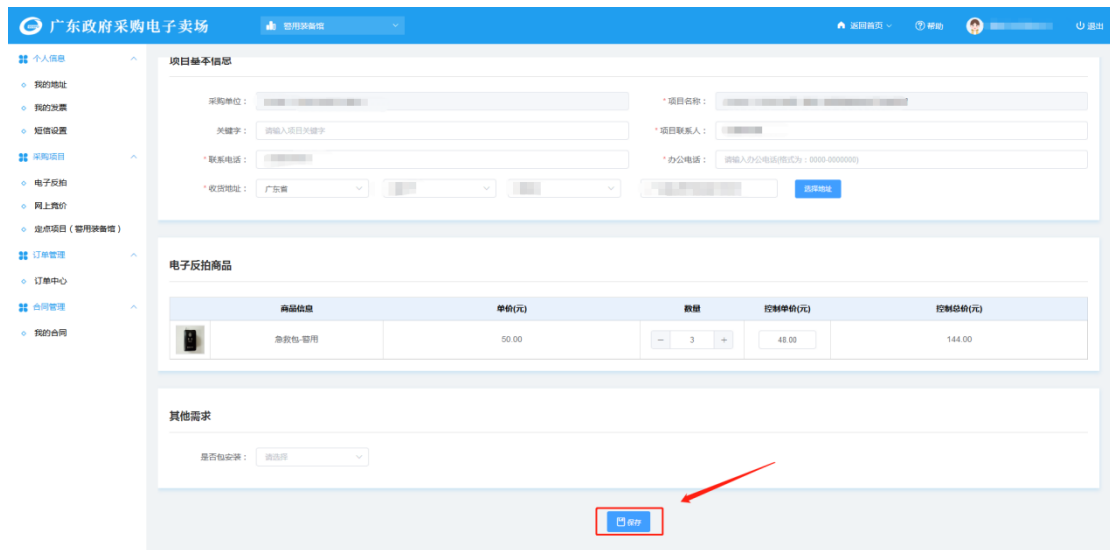 广东政府采购电子卖场 警用装备馆 返回首页 帮助 退出
个人信息
我的地址
我的发票
短信设置
采购项目
电子反拍
网上竞价
定点项目（警用装备馆）
订单管理
订单中心
合同管理
我的合同
项目基本信息
采购单位： *项目名称：
关键字： 请输入项目关键字 *项目联系人：
*联系电话： *办公电话： 请输入办公电话(格式为：0000-0000000)
*收货地址： 广东省 选择地址
电子反拍商品
商品信息 单价(元) 数量 控制单价(元) 控制总价(元)
急救包-警用 50.00 - 3 + 48.00 144.00
其他需求
是否包安装： 请选择
保存